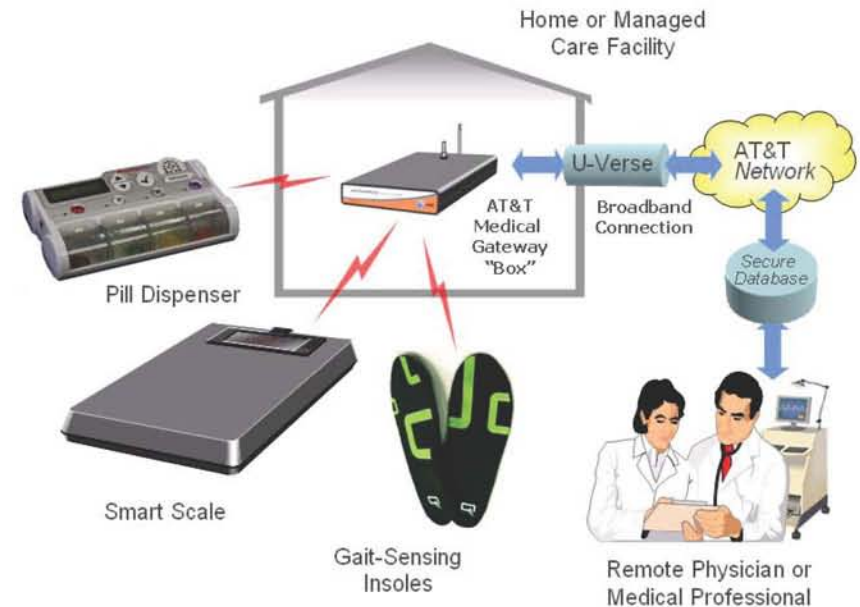 Home or Managed
Care Facility
Pill Dispenser
AT&T
Medical
Gateway
"Box"
U-Verse
Broadband
Connection
AT&T
Network
Secure
Database
Smart Scale
Gait-Sensing
Insoles
Remote Physician or
Medical Professional